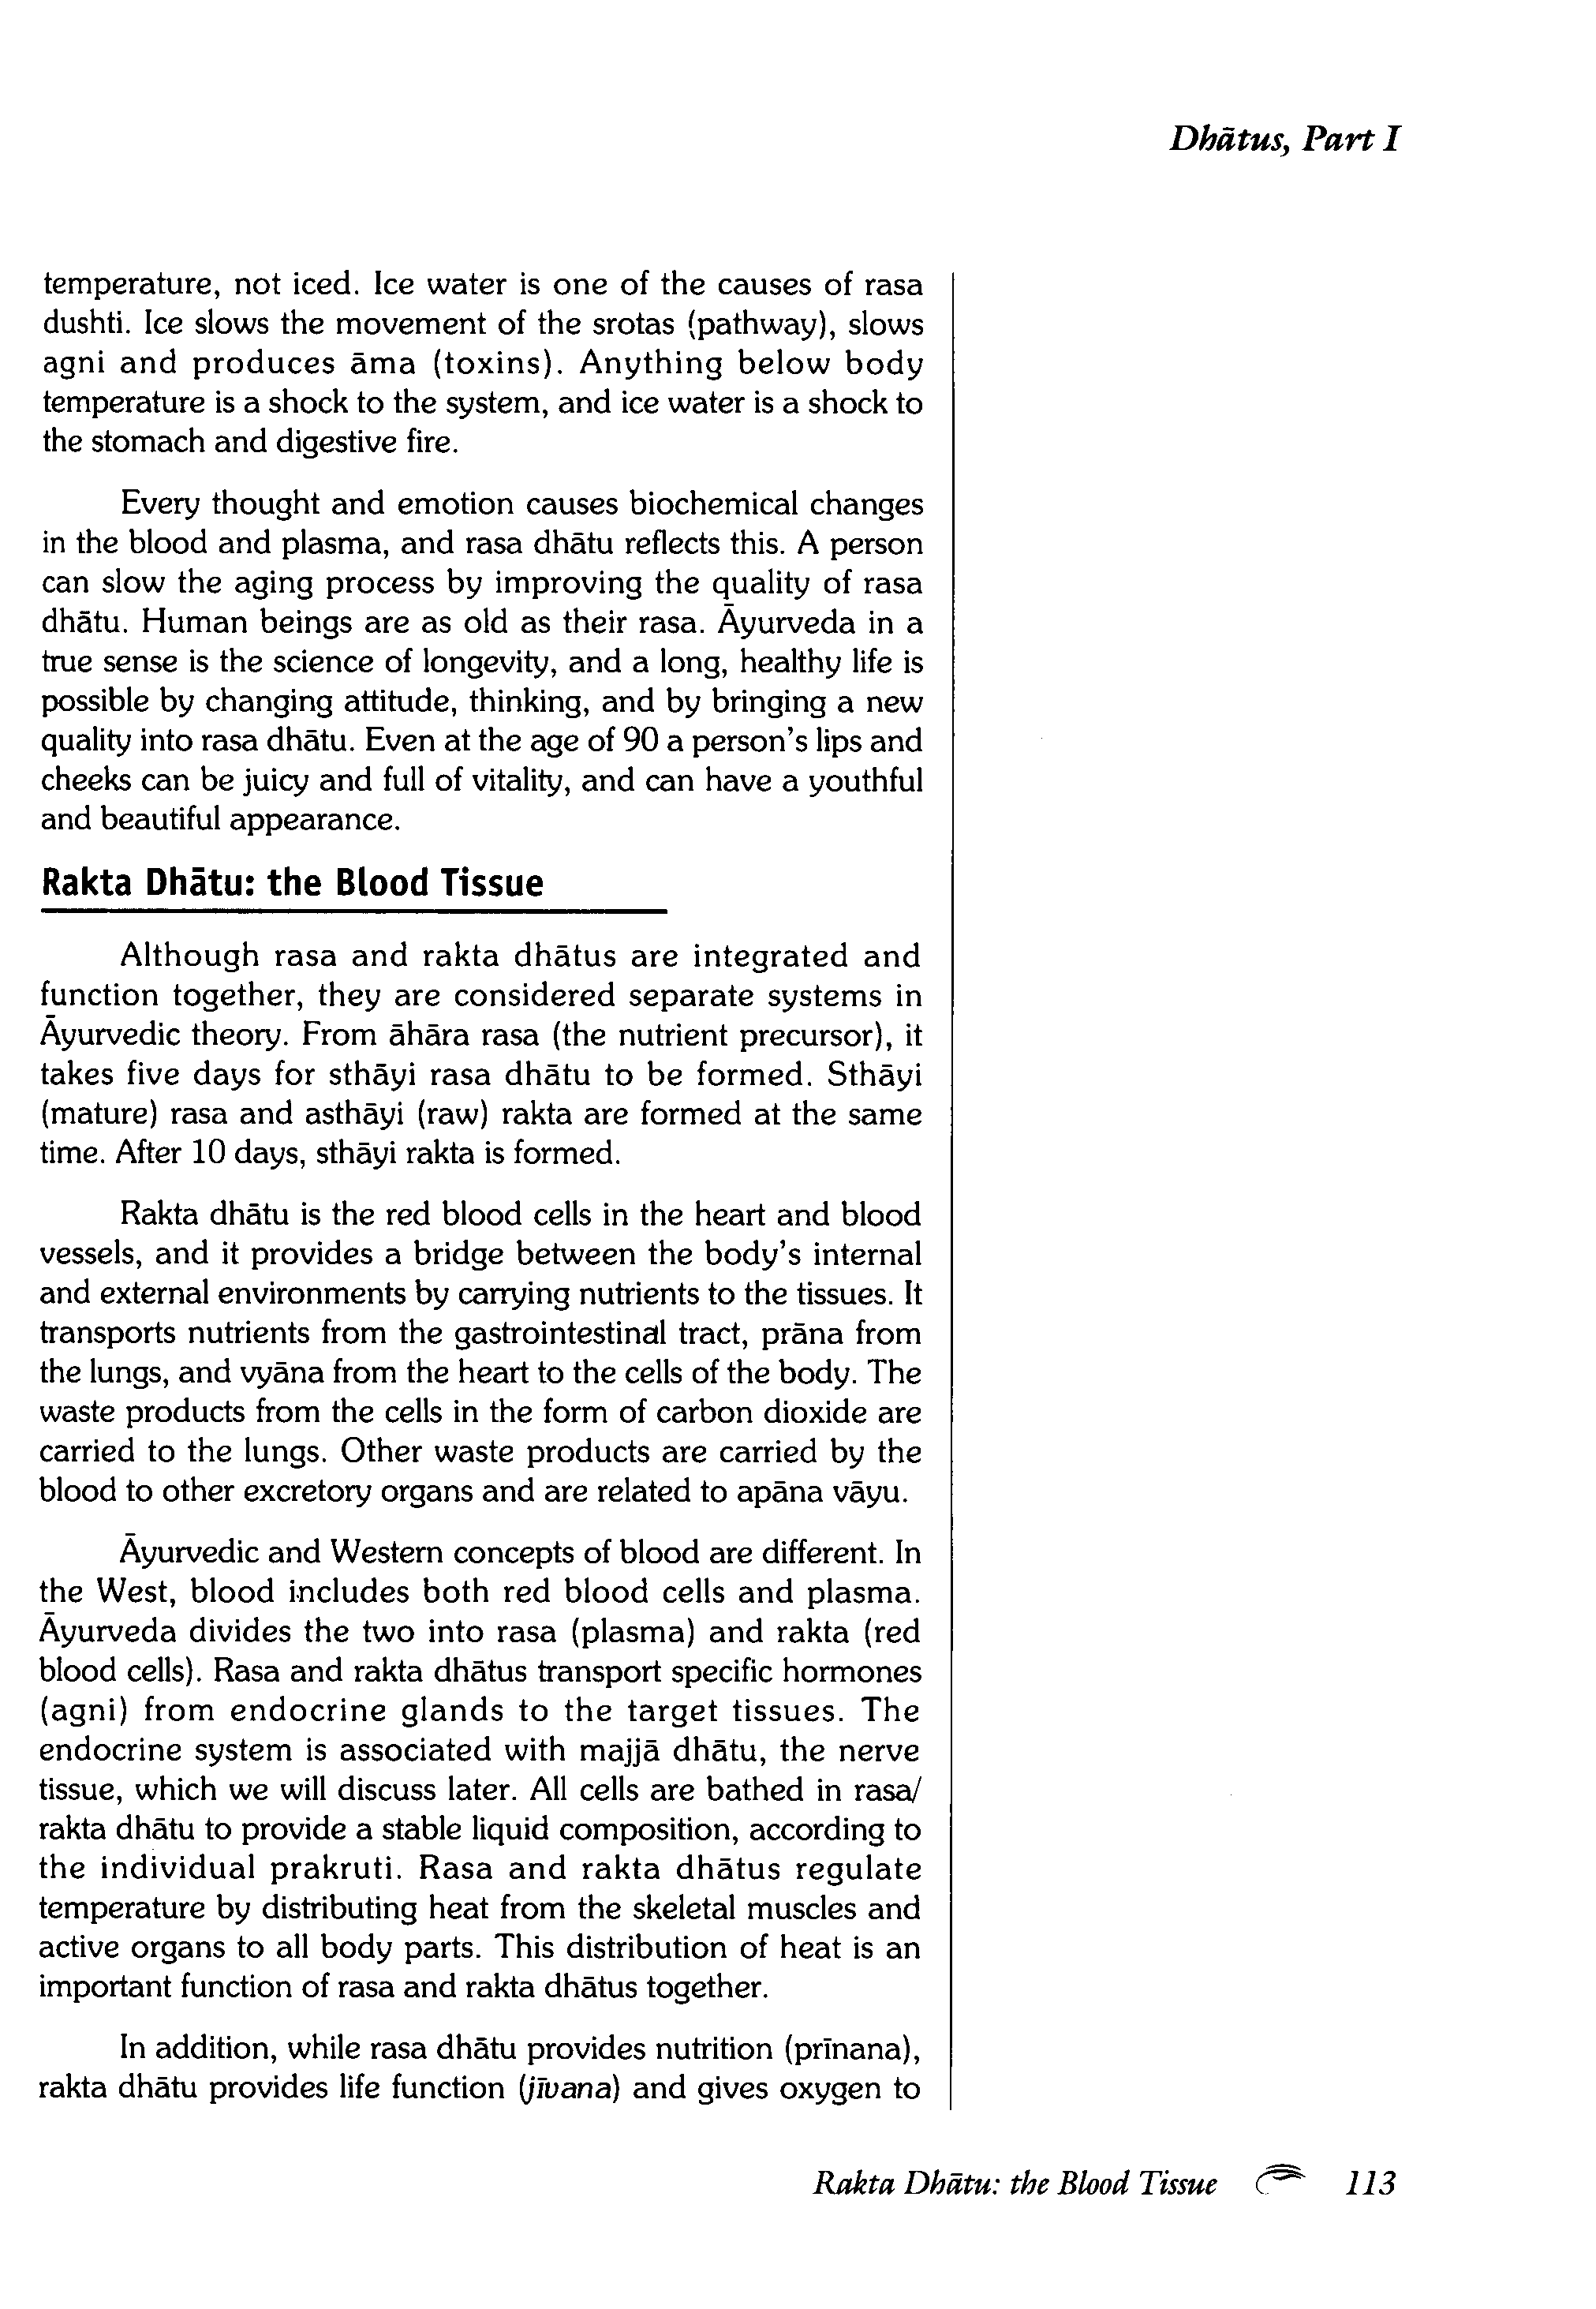 Dhātus, Part I
temperature, not iced. Ice water is one of the causes of rasa
dushti. Ice slows the movement of the srotas (pathway), slows
agni and produces āma (toxins). Anything below body
temperature is a shock to the system, and ice water is a shock to
the stomach and digestive fire.
Every thought and emotion causes biochemical changes
in the blood and plasma, and rasa dhātu reflects this. A person
can slow the aging process by improving the quality of rasa
dhātu. Human beings are as old as their rasa. Āyurveda in a
true sense is the science of longevity, and a long, healthy life is
possible by changing attitude, thinking, and by bringing a new
quality into rasa dhātu. Even at the age of 90 a person's lips and
cheeks can be juicy and full of vitality, and can have a youthful
and beautiful appearance.
Rakta Dhātu: the Blood Tissue
Although rasa and rakta dhātus are integrated and
function together, they are considered separate systems in
Āyurvedic theory. From āhāra rasa (the nutrient precursor), it
takes five days for sthāyi rasa dhātu to be formed. Sthāyi
(mature) rasa and asthāyi (raw) rakta are formed at the same
time. After 10 days, sthāyi rakta is formed.
Rakta dhātu is the red blood cells in the heart and blood
vessels, and it provides a bridge between the body's internal
and external environments by carrying nutrients to the tissues. It
transports nutrients from the gastrointestinal tract, prāna from
the lungs, and vyāna from the heart to the cells of the body. The
waste products from the cells in the form of carbon dioxide are
carried to the lungs. Other waste products are carried by the
blood to other excretory organs and are related to apāna vāyu.
Āyurvedic and Western concepts of blood are different. In
the West, blood includes both red blood cells and plasma.
Āyurveda divides the two into rasa (plasma) and rakta (red
blood cells). Rasa and rakta dhātus transport specific hormones
(agni) from endocrine glands to the target tissues. The
endocrine system is associated with majjā dhātu, the nerve
tissue, which we will discuss later. All cells are bathed in rasa/
rakta dhātu to provide a stable liquid composition, according to
the individual prakruti. Rasa and rakta dhātus regulate
temperature by distributing heat from the skeletal muscles and
active organs to all body parts. This distribution of heat is an
important function of rasa and rakta dhātus together.
In addition, while rasa dhātu provides nutrition (prīnana),
rakta dhātu provides life function (jīvana) and gives oxygen to
Rakta Dhātu: the Blood Tissue 113